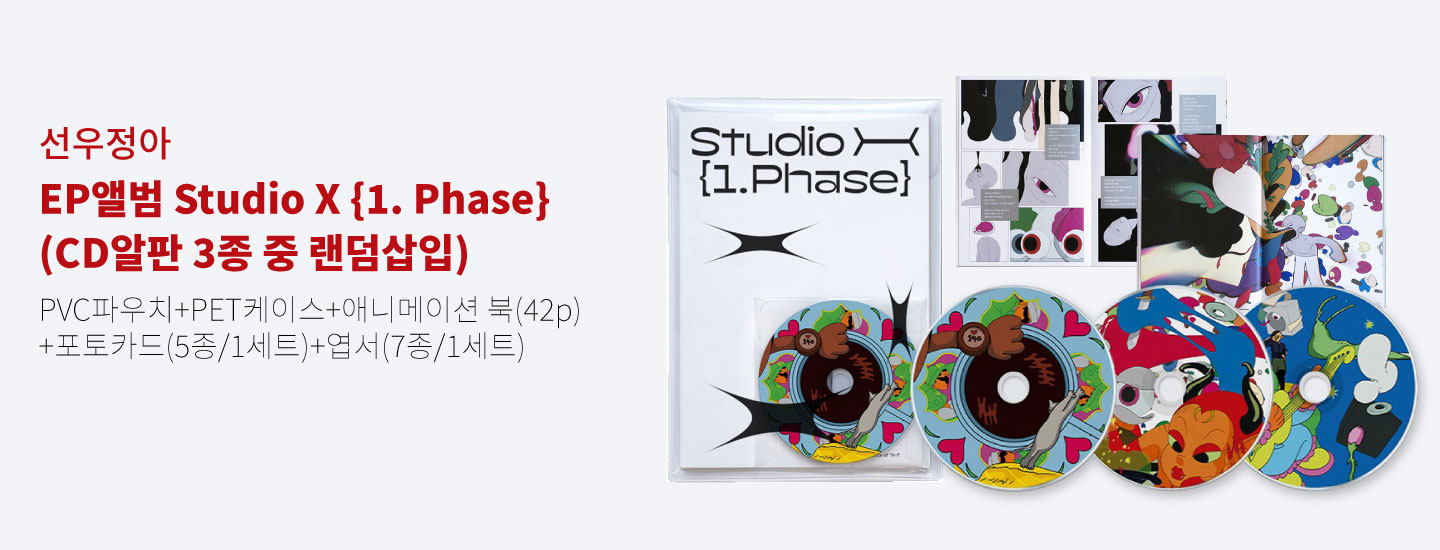 선우정아
EP앨범 Studio X {1. Phase}
(CD알판 3종 중 랜덤삽입)
PVC파우치+PET케이스+애니메이션 북(42p)
+포토카드(5종/1세트)+엽서(7종/1세트)
Studio X
{1.Phase}
140
140